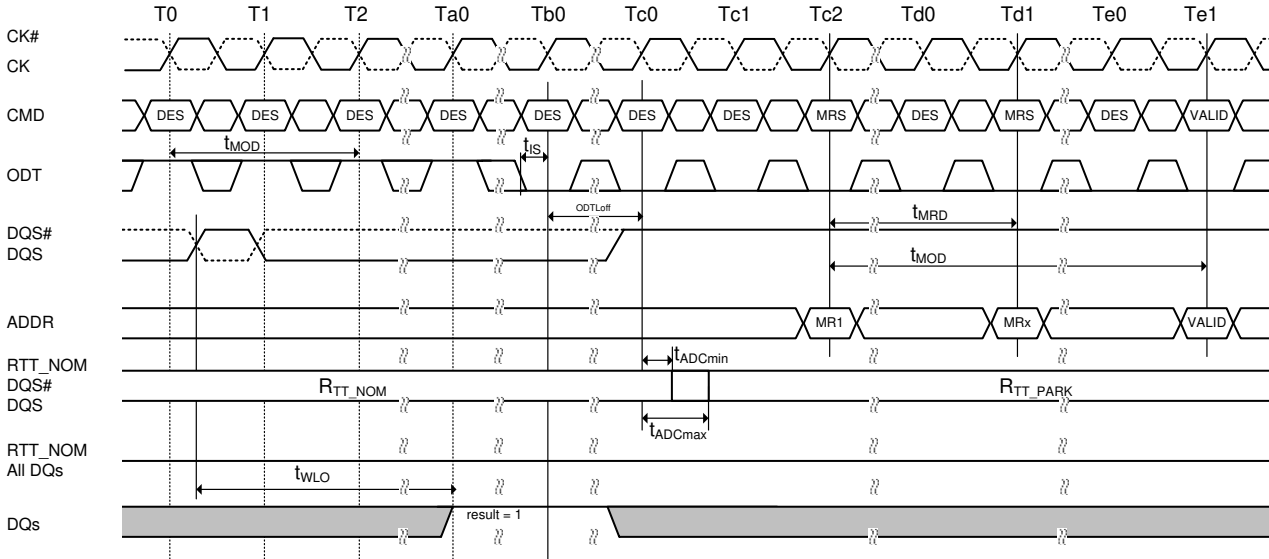 T0 T1 T2 Ta0 Tb0 Tc0 Tc1 Tc2 Td0 Td1 Te0 Te1
CK#
CK
CMD DES DES DES DES DES DES DES MRS DES MRS DES VALID
tMOD tIS
ODT
ODTLoff
tMRD
DQS#
DQS
tMOD
ADDR MR1 MRx VALID
RTT_NOM
DQS#
DQS
tADCmin
RTT_NOM RTT_PARK
tADCmax
RTT_NOM
All DQs
tWLO
result = 1
DQs